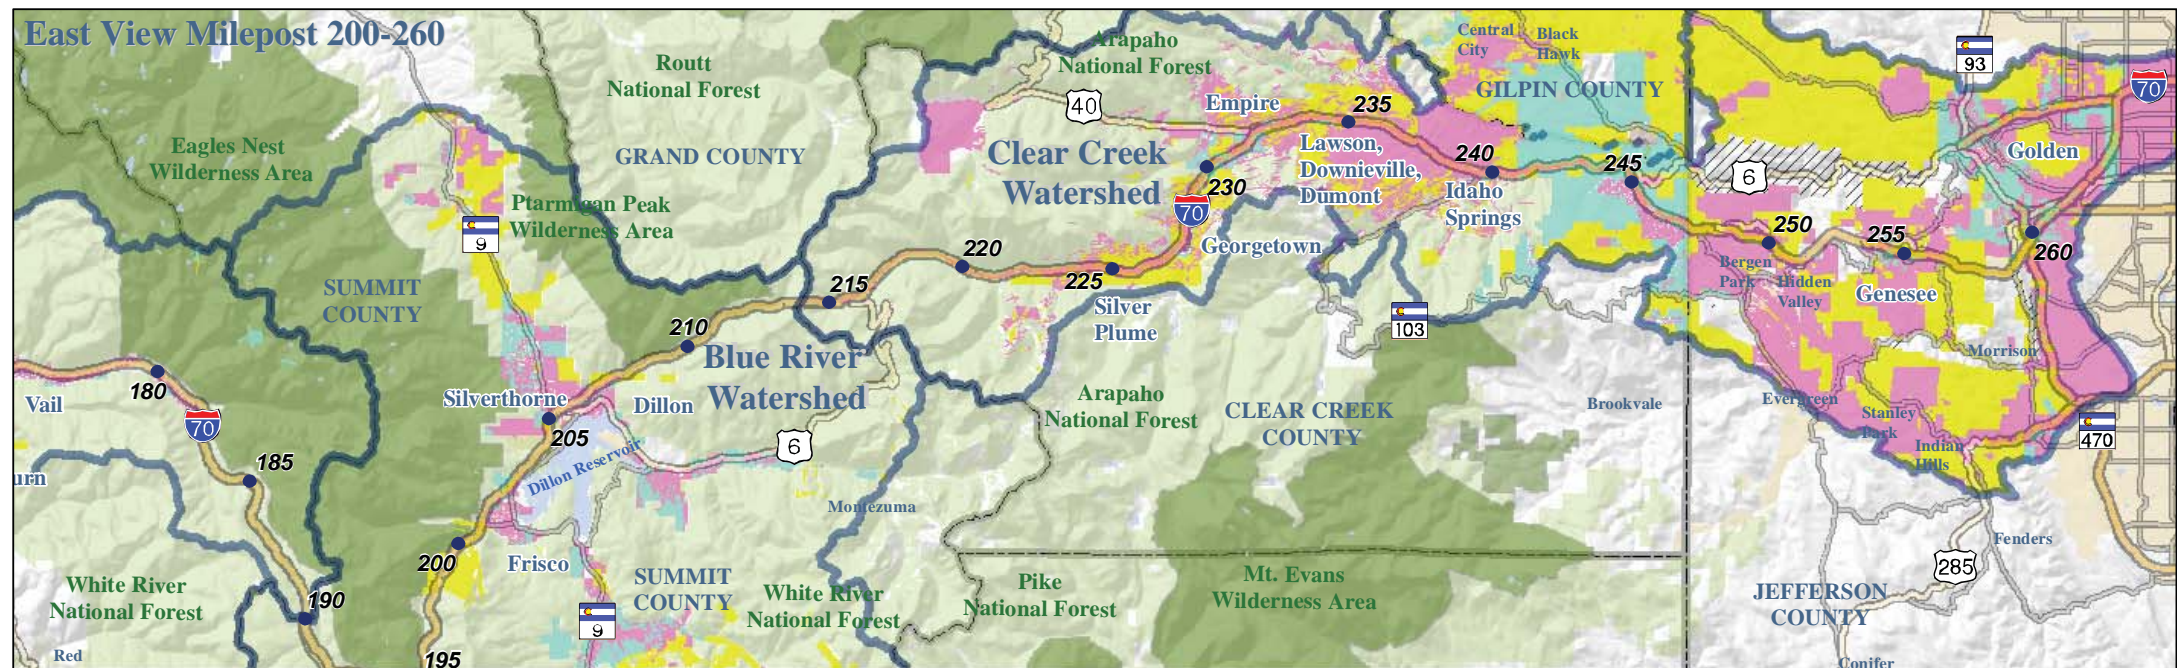 East View Milepost 200-260
Arapaho
National Forest
Routt
National Forest
Central
City
Black
Hawk
93
GILPIN COUNTY
70
40
Empire
235
Eagles Nest
Wilderness Area
GRAND COUNTY
Clear Creek
Watershed
Lawson,
Downieville,
Dumont
240
245
Golden
6
230
Idaho
Springs
Ptarmigan Peak
Wilderness Area
9
70
Georgetown
220
250
255
260
225
Bergen
Park
Hidden
Valley
Genesee
SUMMIT
COUNTY
215
Silver
Plume
103
210
Blue River
Watershed
Morrison
180
Vail
Silverthorne
Dillon
Arapaho
National Forest
CLEAR CREEK
COUNTY
Brookvale
Evergreen
Stanley
Park
70
205
6
470
Indian
Hills
185
Dillon Reservoir
urn
Montezuma
200
Frisco
Fenders
285
White River
National Forest
190
SUMMIT
COUNTY
White River
National Forest
Pike
National Forest
Mt. Evans
Wilderness Area
JEFFERSON
COUNTY
9
Red
195
Conifer